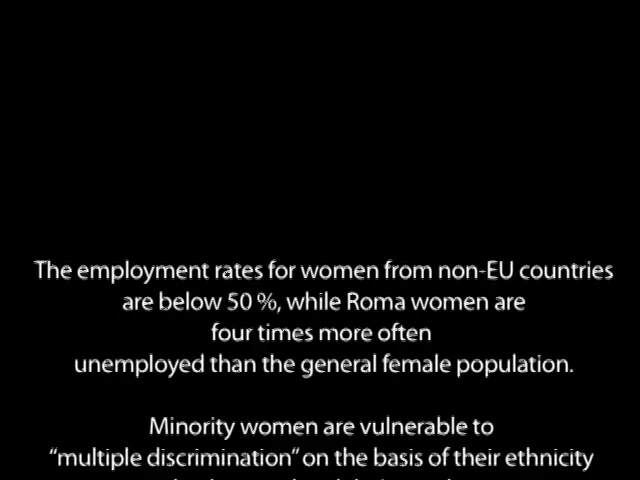 The employment rates for women from non-EU countries
are below 50 %, while Roma women are
four times more often
unemployed than the general female population.
Minority women are vulnerable to
“multiple discrimination” on the basis of their ethnicity